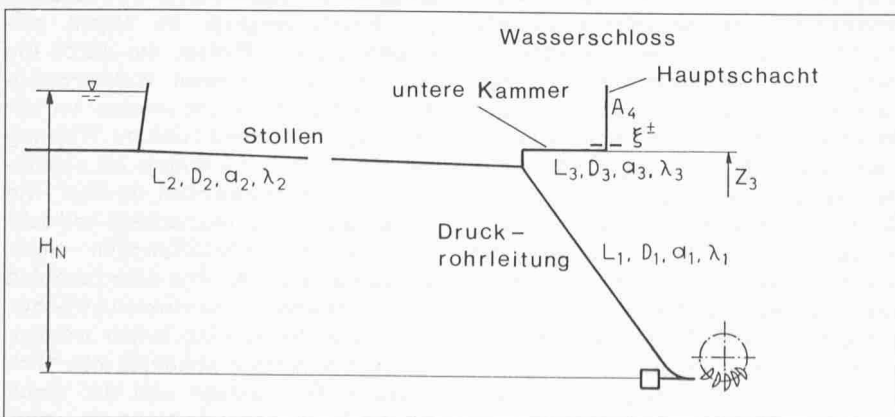 Wasserschloss
Hauptschacht
untere Kammer
A₄
ξ±
Stollen
L₂, D₂, a₂, λ₂
L₃, D₃, a₃, λ₃
Z₃
H_N
Druck-
rohrleitung
L₁, D₁, a₁, λ₁